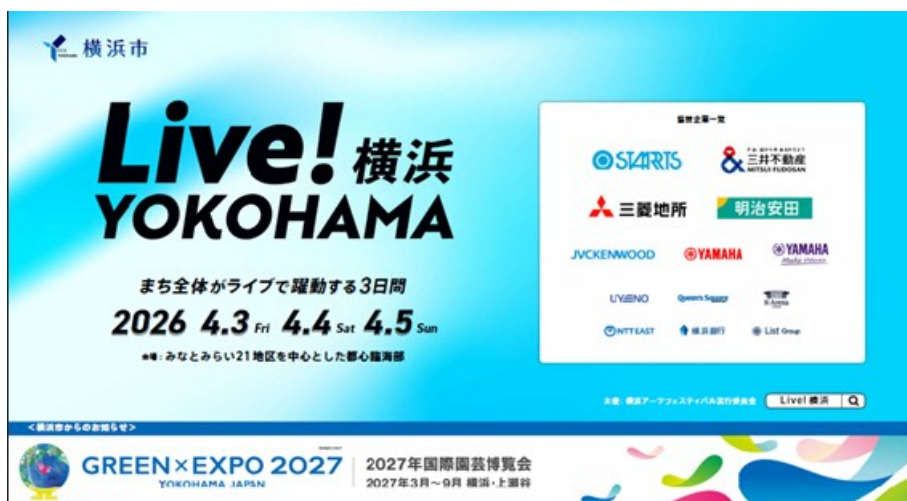 横浜市
Live! 横浜
YOKOHAMA
まち全体がライブで躍動する3日間
2026 4.3 Fri 4.4 Sat 4.5 Sun
会場:みなとみらい21地区を中心とした都心臨海部
協賛企業一覧
STARTS
三井不動産
MITSUI FUDOSAN
三菱地所
明治安田
JVCKENWOOD
YAMAHA
YAMAHA
Make Waves
UYENO
Queen's Square
K-Arena
NTT EAST
横浜銀行
List Group
主催:横浜アーツフェスティバル実行委員会
Live! 横浜
<横浜市からのお知らせ>
GREEN×EXPO 2027
YOKOHAMA JAPAN
2027年国際園芸博覧会
2027年3月~9月 横浜・上瀬谷